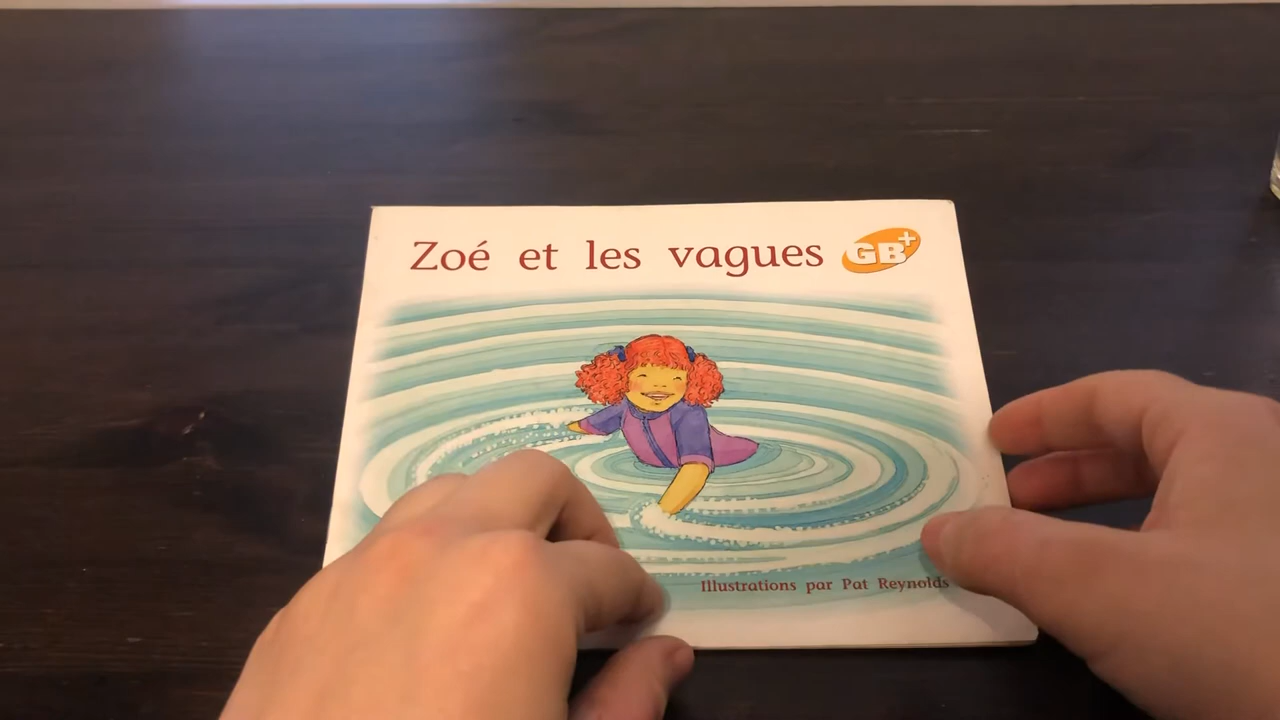 Zoé et les vagues GB+
Illustrations par Pat Reynolds